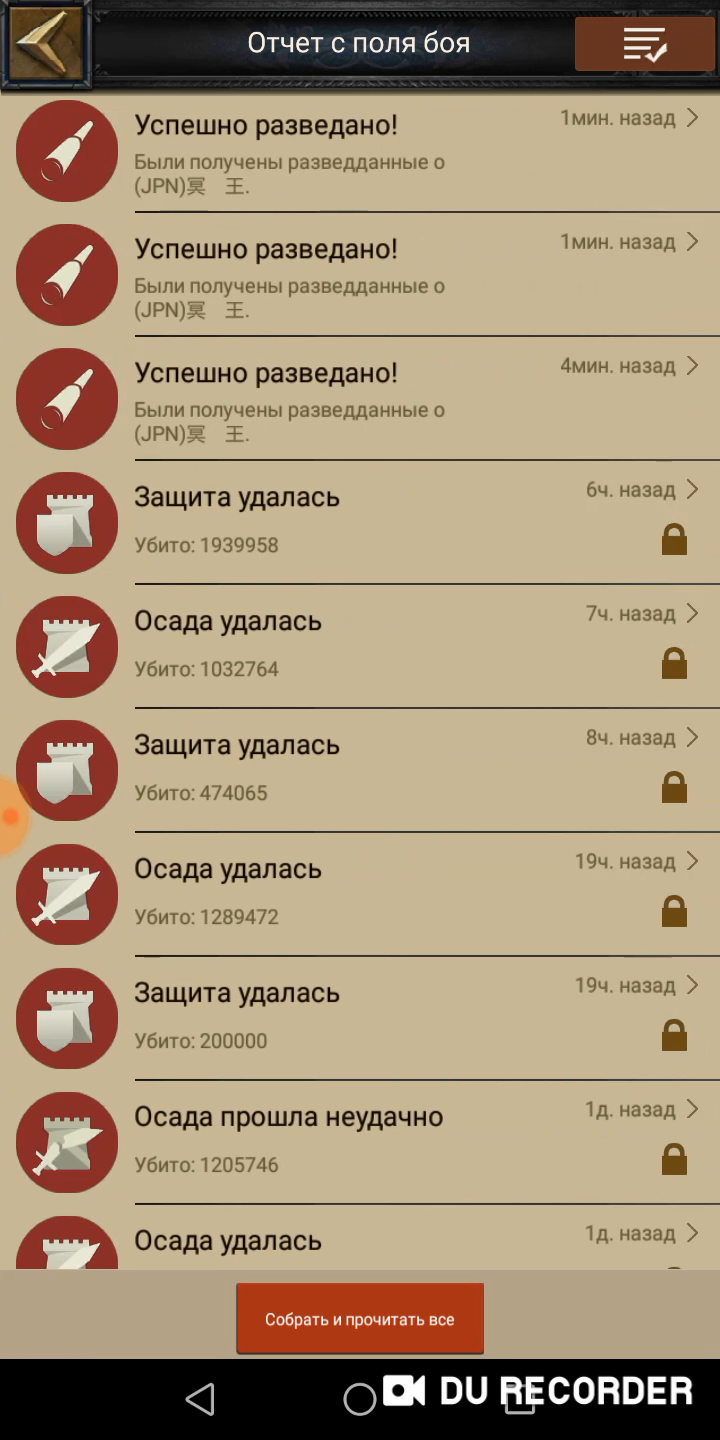 Отчет с поля боя
Успешно разведано!
1мин. назад
Были получены разведданные о
(JPN)冥　王.
Успешно разведано!
1мин. назад
Были получены разведданные о
(JPN)冥　王.
Успешно разведано!
4мин. назад
Были получены разведданные о
(JPN)冥　王.
Защита удалась
6ч. назад
Убито: 1939958
Осада удалась
7ч. назад
Убито: 1032764
Защита удалась
8ч. назад
Убито: 474065
Осада удалась
19ч. назад
Убито: 1289472
Защита удалась
19ч. назад
Убито: 200000
Осада прошла неудачно
1д. назад
Убито: 1205746
Осада удалась
1д. назад
Собрать и прочитать все
DU RECORDER